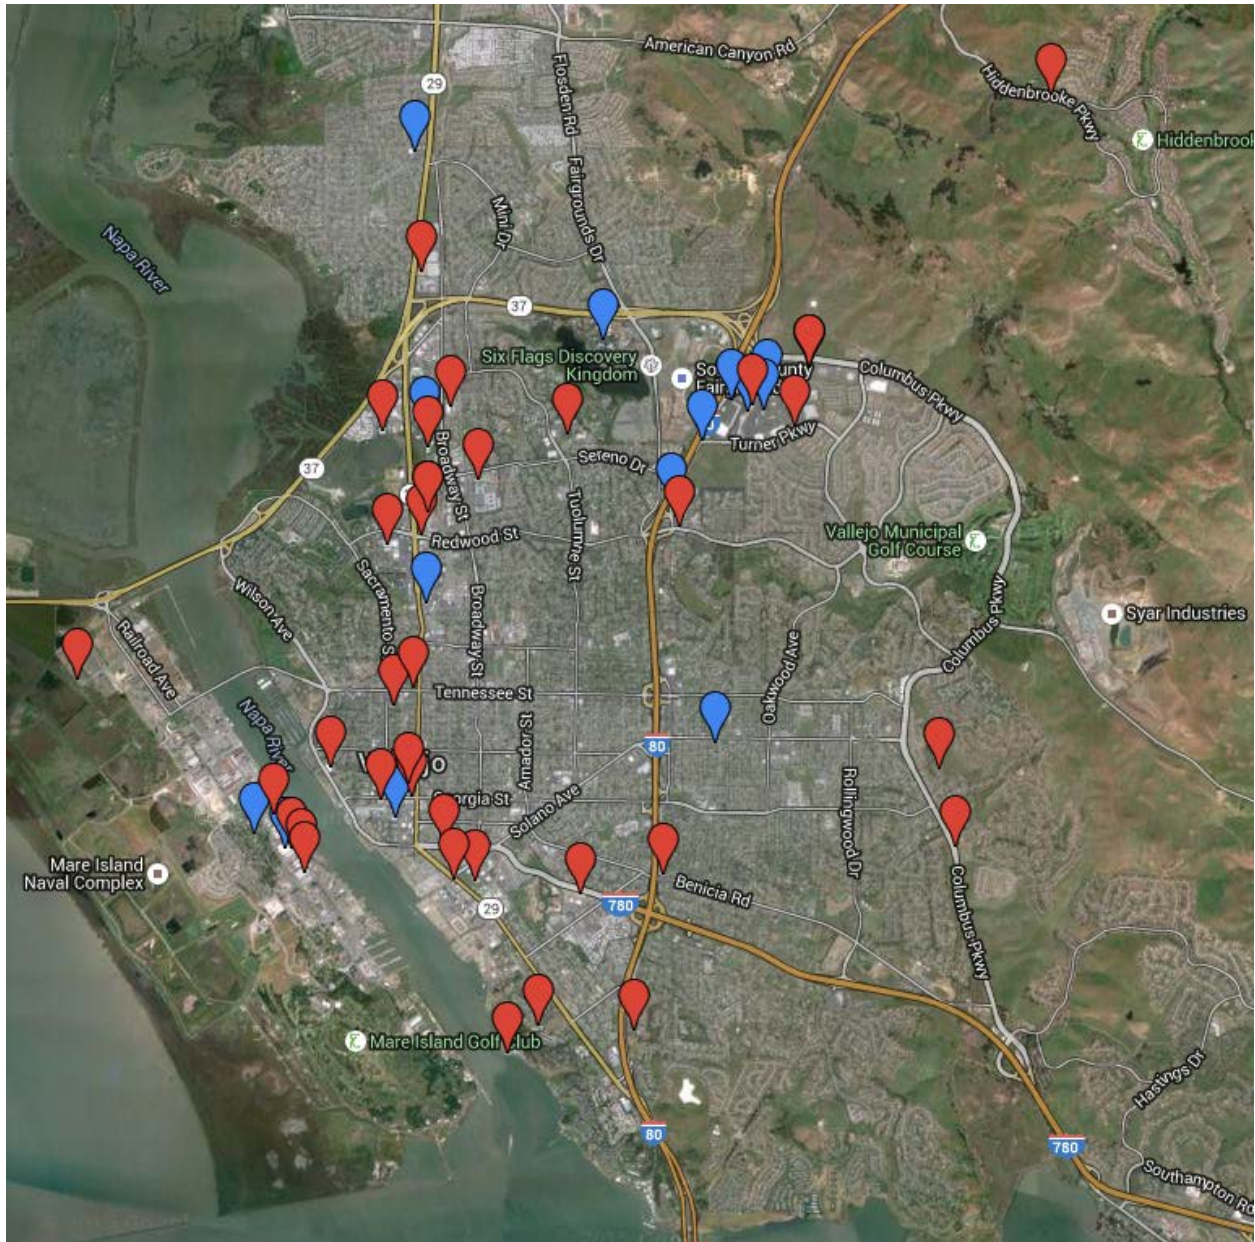 American Canyon Rd
29
Flosden Rd
Hiddenbrooke Pkwy
Hiddenbrook
Fairgrounds Dr
Mini Dr
Napa River
37
Six Flags Discovery
Kingdom
Columbus Pkwy
Turner Pkwy
Broadway St
Sereno Dr
37
Tuolumne St
Redwood St
Vallejo Municipal
Golf Course
Sacramento S
Wilson Ave
Broadway St
Columbus Pkwy
Syar Industries
Railroad Ave
Oakwood Ave
Tennessee St
Napa River
Amador St
80
Solano Ave
Rollingwood Dr
Mare Island
Naval Complex
Benicia Rd
780
29
Columbus Pkwy
Mare Island Golf Club
Hastings Dr
80
780
Southampton Rd